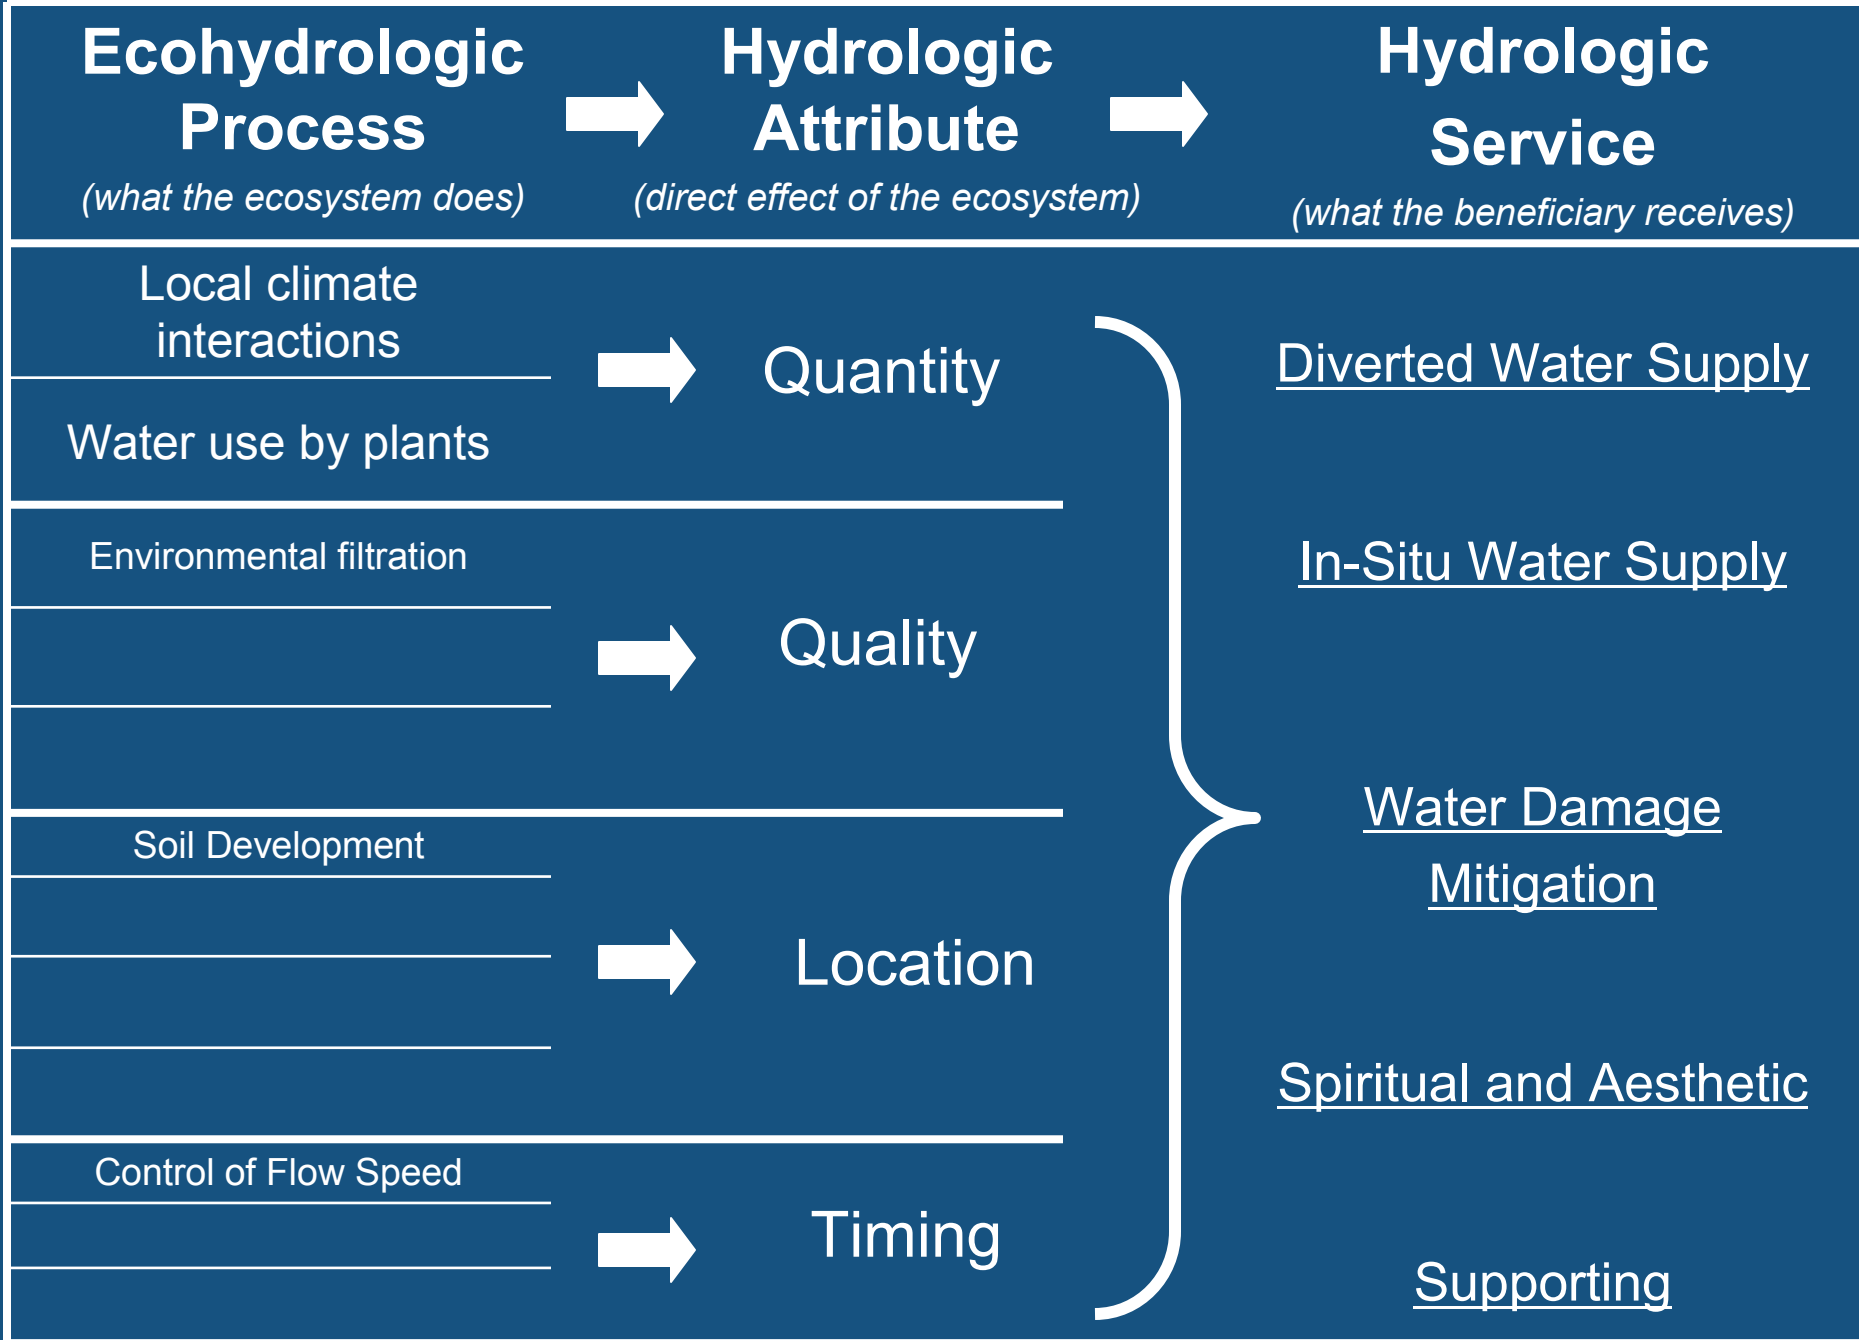 Ecohydrologic
Process
(what the ecosystem does)
Hydrologic
Attribute
(direct effect of the ecosystem)
Hydrologic
Service
(what the beneficiary receives)
Local climate
interactions
Water use by plants
Quantity
Environmental filtration
Quality
Soil Development
Location
Control of Flow Speed
Timing
Diverted Water Supply
In-Situ Water Supply
Water Damage
Mitigation
Spiritual and Aesthetic
Supporting